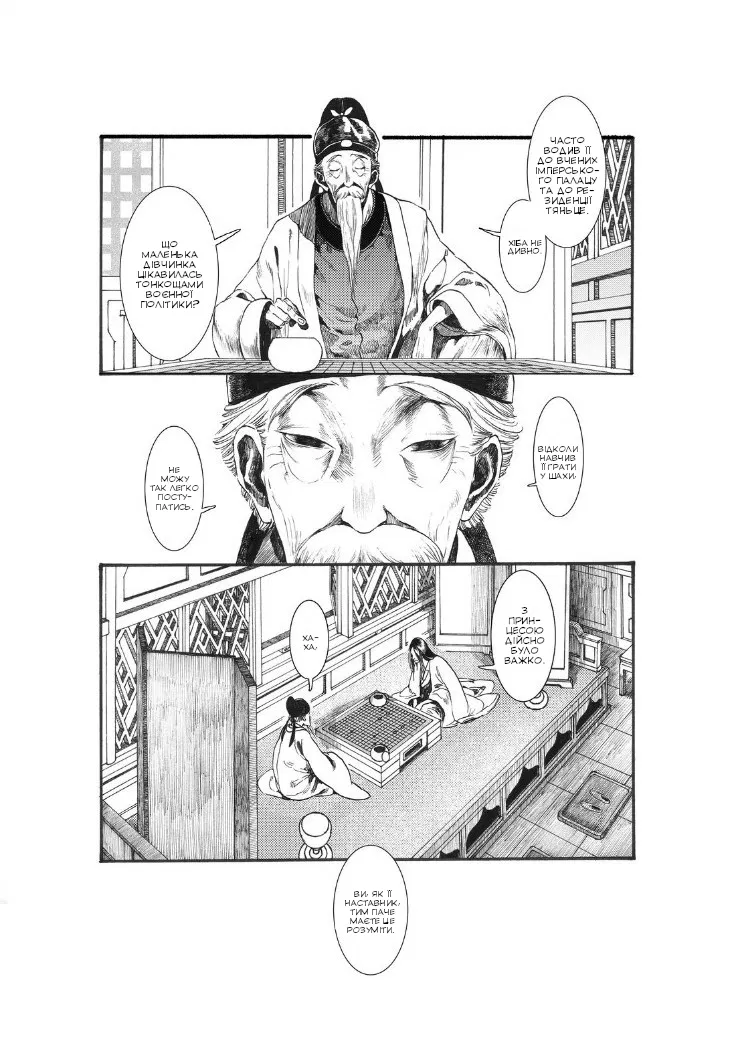 ЧАСТО
ВОДИВ ЇЇ
ДО ВЧЕНИХ
ІМПЕРСЬКО-
ГО ПАЛАЦУ
ТА ДО РЕ-
ЗИДЕНЦІЇ
ТЯНЬЦЕ.
ХІБА НЕ
ДИВНО,
ЩО
МАЛЕНЬКА
ДІВЧИНКА
ЦІКАВИЛАСЬ
ТОНКОЩАМИ
ВОЄННОЇ
ПОЛІТИКИ?
ВІДКОЛИ
НАВЧИВ
ЇЇ ГРАТИ
У ШАХИ,
НЕ
МОЖУ
ТАК ЛЕГКО
ПОСТУ-
ПАТИСЬ.
З
ПРИН-
ЦЕСОЮ
ДІЙСНО
БУЛО
ВАЖКО.
ХА-
ХА,
ВИ, ЯК ЇЇ
НАСТАВНИК,
ТИМ ПАЧЕ
МАЄТЕ ЦЕ
РОЗУМІТИ.